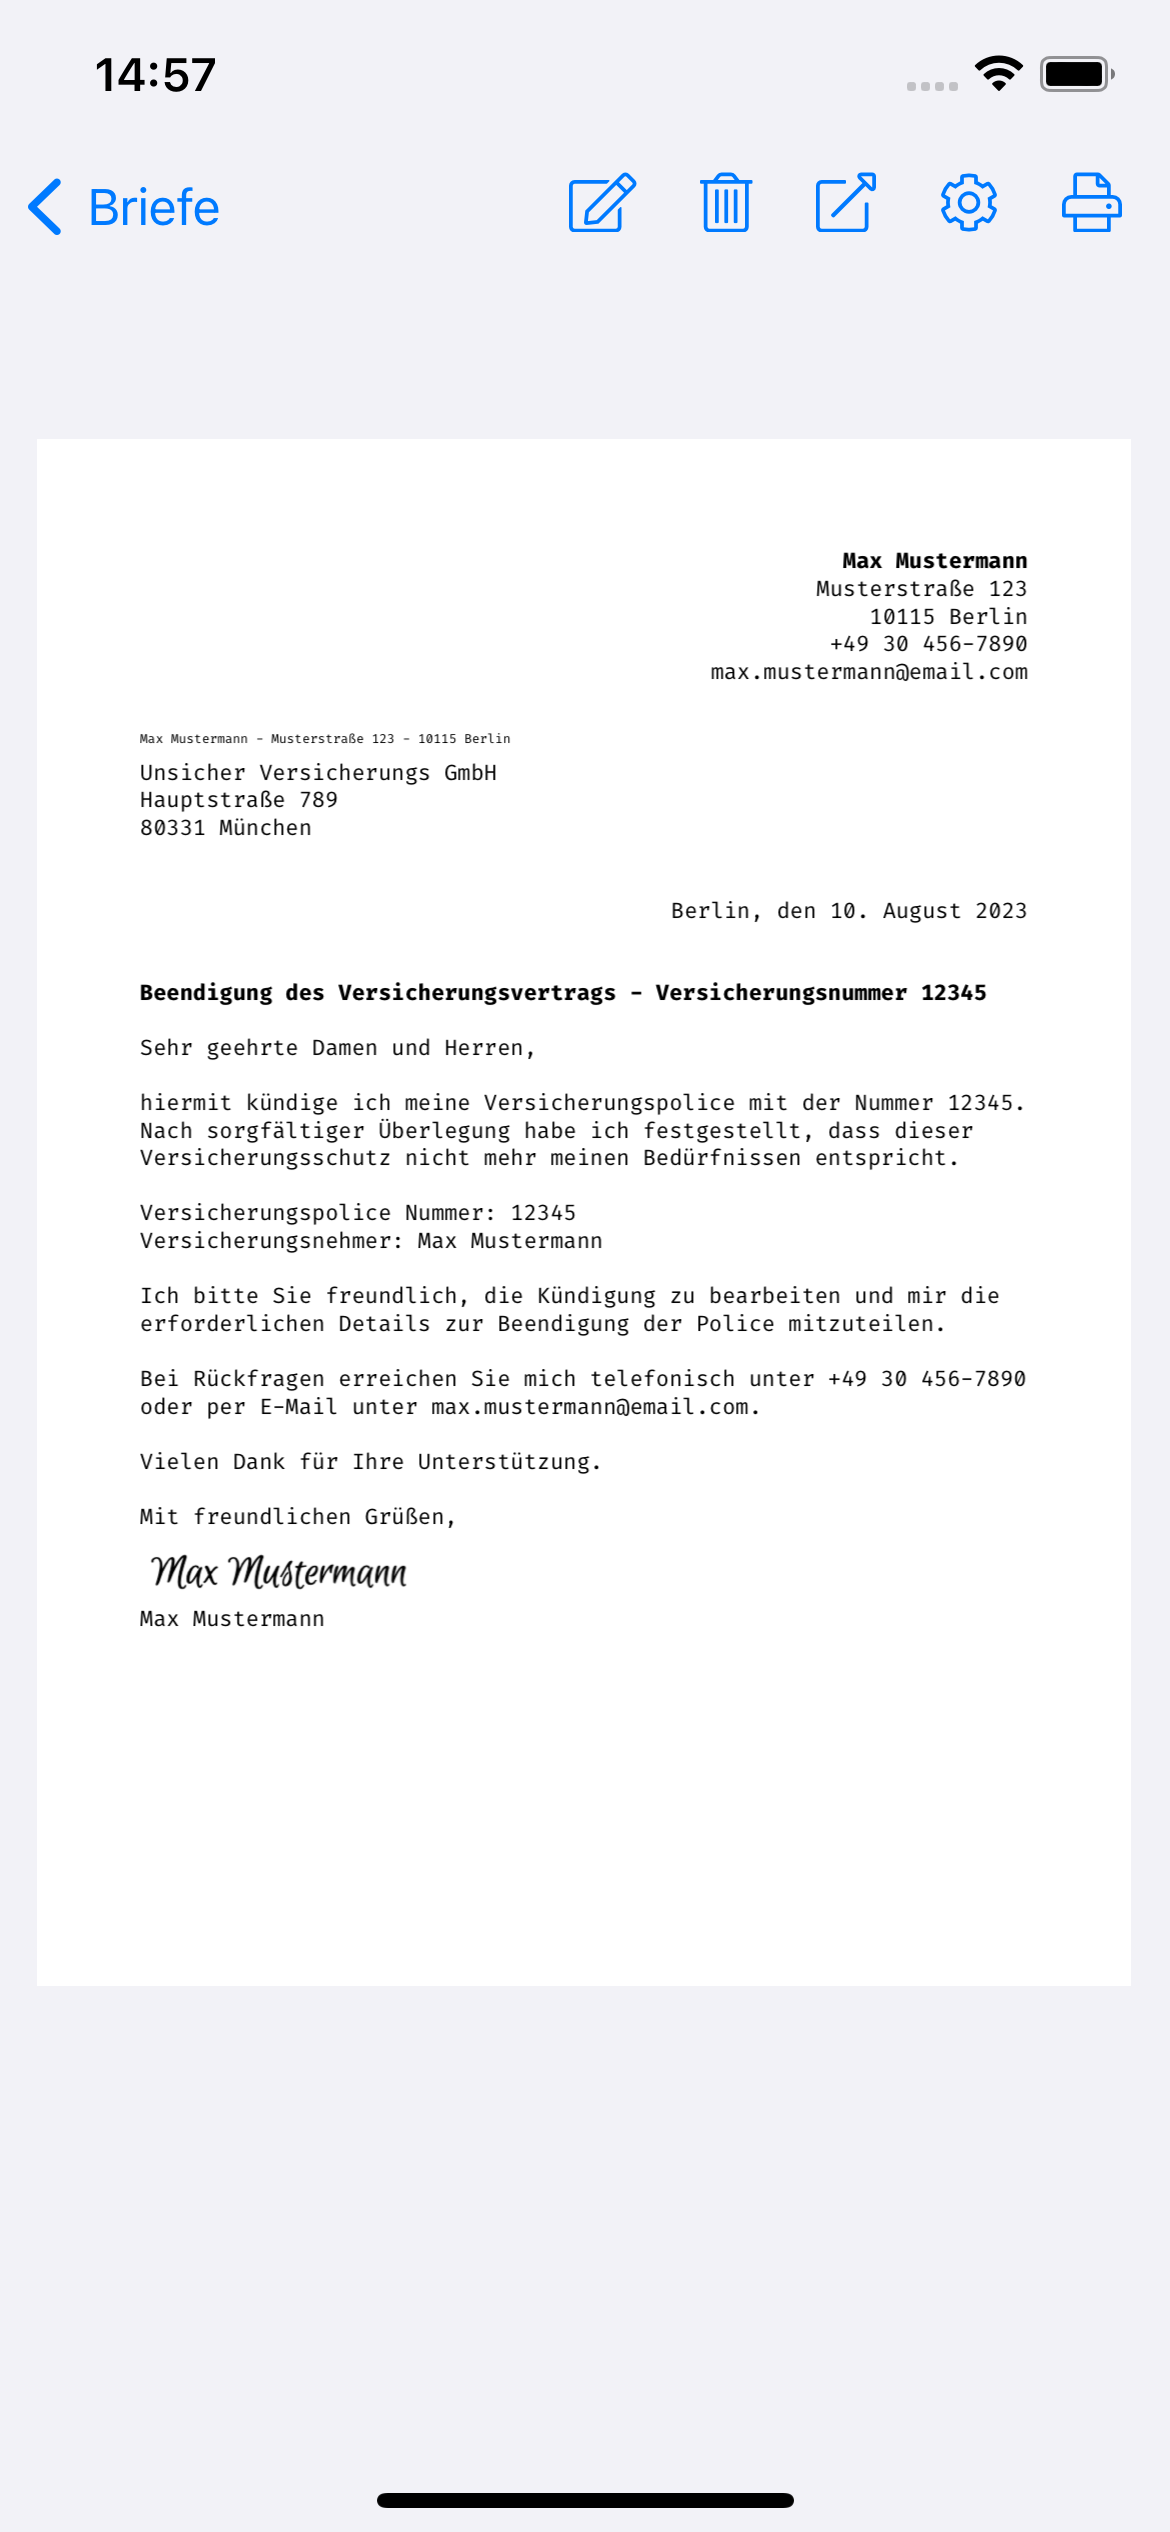 14:57
Briefe
Max Mustermann
Musterstraße 123
10115 Berlin
+49 30 456-7890
max.mustermann@email.com
Max Mustermann - Musterstraße 123 - 10115 Berlin
Unsicher Versicherungs GmbH
Hauptstraße 789
80331 München
Berlin, den 10. August 2023
Beendigung des Versicherungsvertrags - Versicherungsnummer 12345
Sehr geehrte Damen und Herren,
hiermit kündige ich meine Versicherungspolice mit der Nummer 12345.
Nach sorgfältiger Überlegung habe ich festgestellt, dass dieser
Versicherungsschutz nicht mehr meinen Bedürfnissen entspricht.
Versicherungspolice Nummer: 12345
Versicherungsnehmer: Max Mustermann
Ich bitte Sie freundlich, die Kündigung zu bearbeiten und mir die
erforderlichen Details zur Beendigung der Police mitzuteilen.
Bei Rückfragen erreichen Sie mich telefonisch unter +49 30 456-7890
oder per E-Mail unter max.mustermann@email.com.
Vielen Dank für Ihre Unterstützung.
Mit freundlichen Grüßen,
Max Mustermann
Max Mustermann